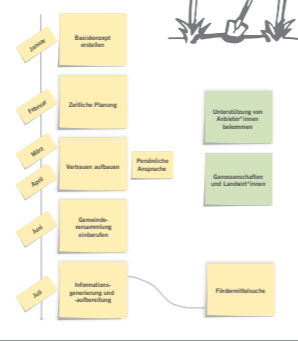 Januar
Basiskonzept
erstellen
Februar
Zeitliche Planung
Unterstützung von
Anbieter*innen
bekommen
März
April
Vertrauen aufbauen
Persönliche
Ansprache
Genossenschaften
und Landwirt*innen
Juni
Gemeinde-
versammlung
einberufen
Juli
Informations-
generierung und
-aufbereitung
Fördermittelsuche